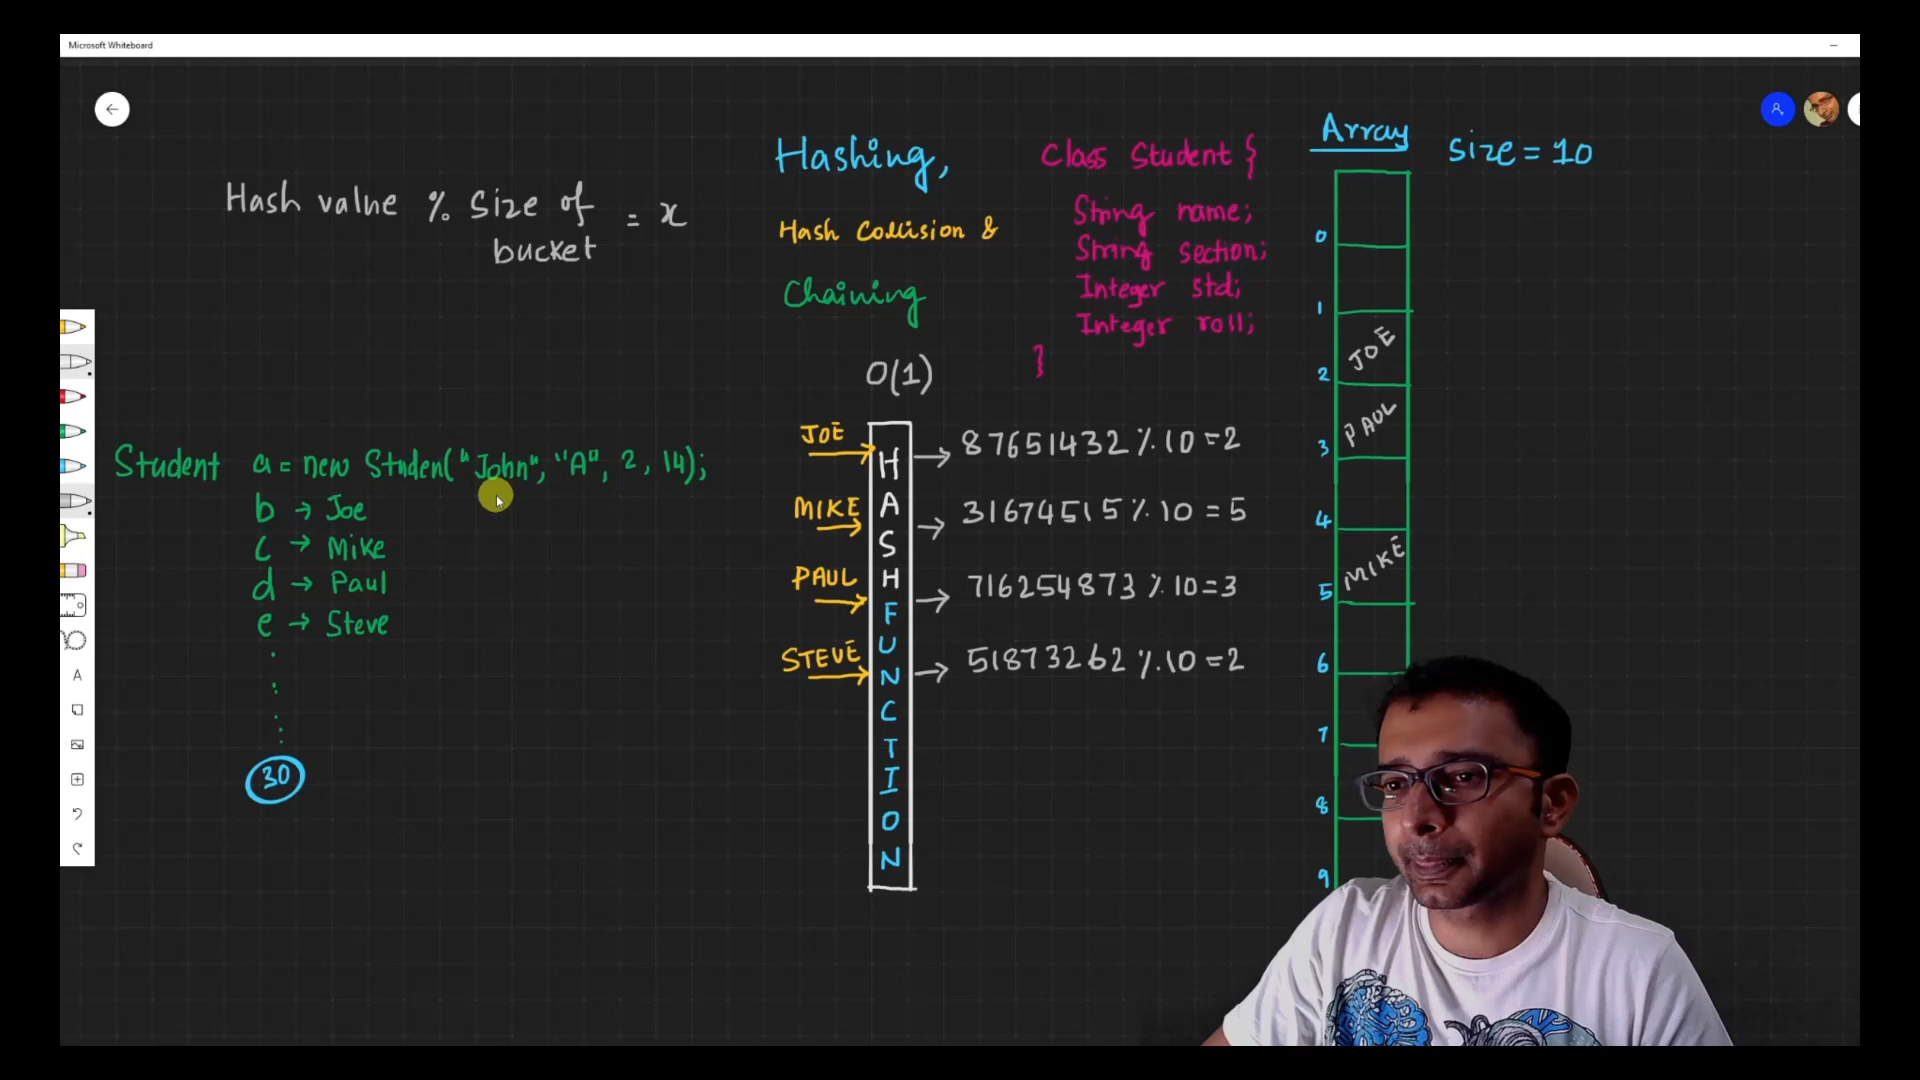 Microsoft Whiteboard
Hash value % Size of bucket = x
Hashing,
Hash Collision &
Chaining
Class Student {
String name;
String section;
Integer std;
Integer roll;
}
Array
Size = 10
Student a = new Studen("John", "A", 2, 14);
b → Joe
c → Mike
d → Paul
e → Steve
30
O(1)
JOE → 87651432 % 10 = 2
MIKE → 31674515 % 10 = 5
PAUL → 716254873 % 10 = 3
STEVE → 51873262 % 10 = 2
HASH FUNCTION
0
1
2 JOE
3 PAUL
4
5 MIKE
6
7
8
9
A